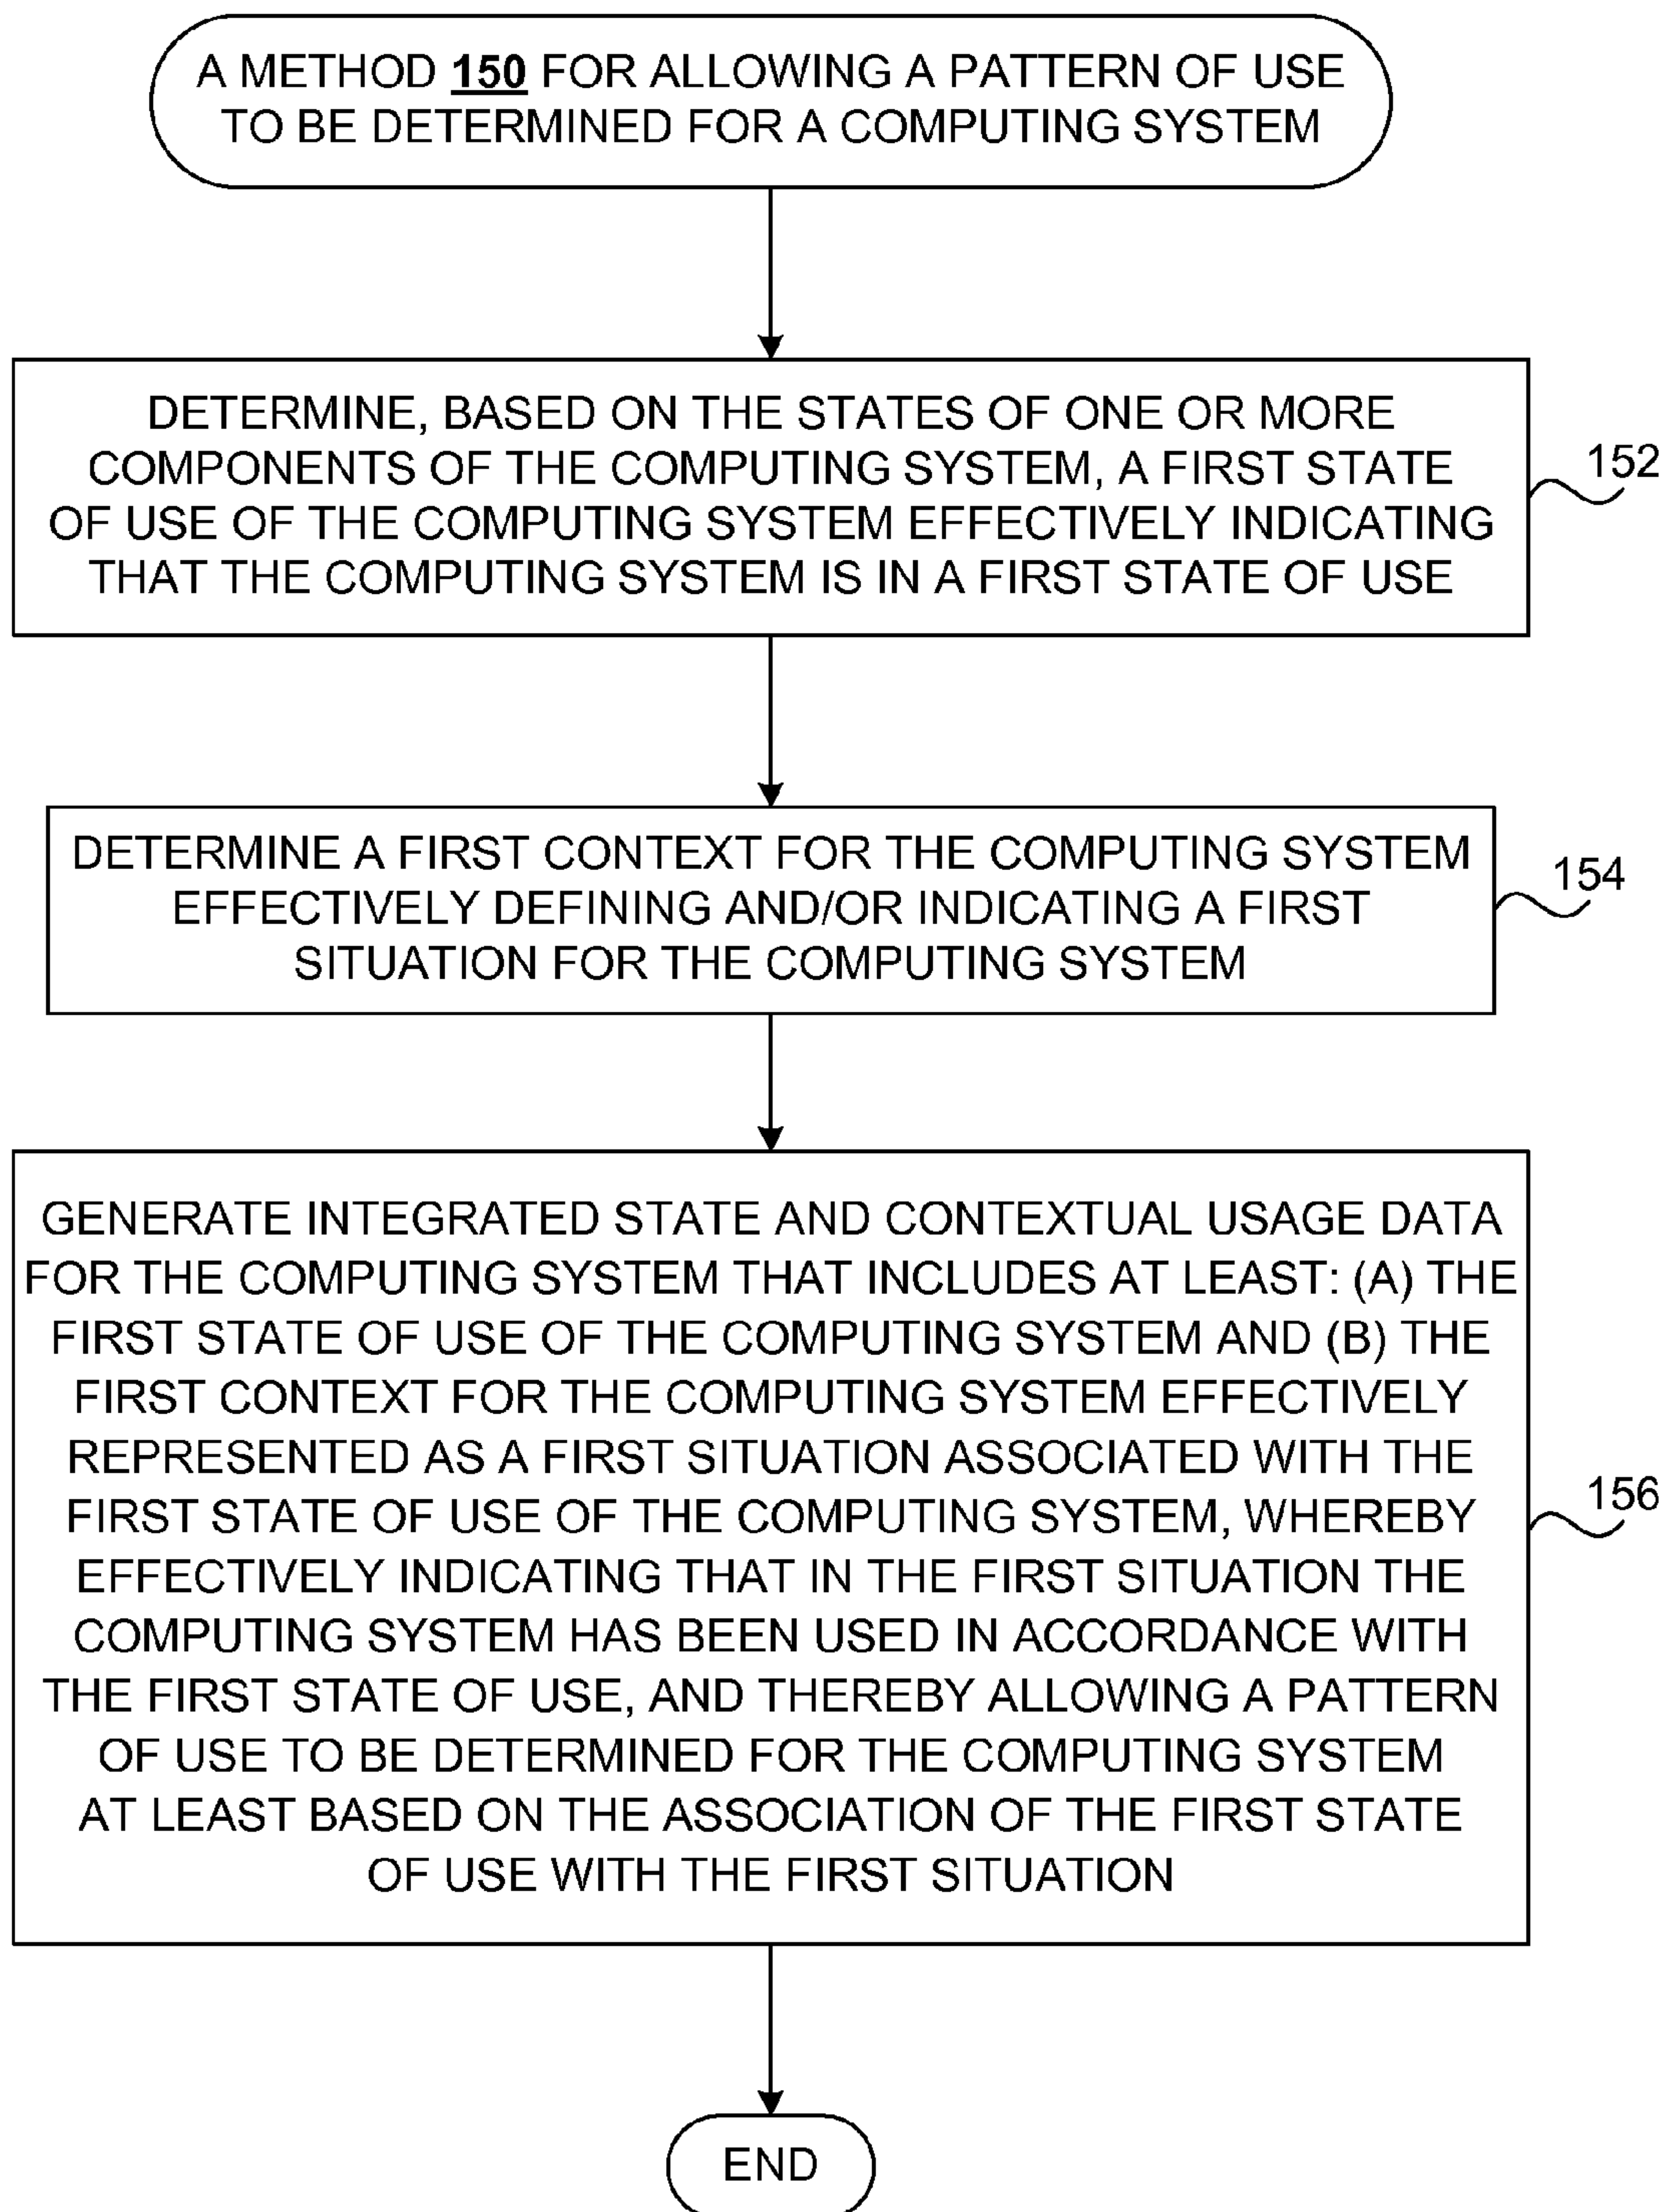 A METHOD 150 FOR ALLOWING A PATTERN OF USE
TO BE DETERMINED FOR A COMPUTING SYSTEM
DETERMINE, BASED ON THE STATES OF ONE OR MORE
COMPONENTS OF THE COMPUTING SYSTEM, A FIRST STATE
OF USE OF THE COMPUTING SYSTEM EFFECTIVELY INDICATING
THAT THE COMPUTING SYSTEM IS IN A FIRST STATE OF USE
152
DETERMINE A FIRST CONTEXT FOR THE COMPUTING SYSTEM
EFFECTIVELY DEFINING AND/OR INDICATING A FIRST
SITUATION FOR THE COMPUTING SYSTEM
154
GENERATE INTEGRATED STATE AND CONTEXTUAL USAGE DATA
FOR THE COMPUTING SYSTEM THAT INCLUDES AT LEAST: (A) THE
FIRST STATE OF USE OF THE COMPUTING SYSTEM AND (B) THE
FIRST CONTEXT FOR THE COMPUTING SYSTEM EFFECTIVELY
REPRESENTED AS A FIRST SITUATION ASSOCIATED WITH THE
FIRST STATE OF USE OF THE COMPUTING SYSTEM, WHEREBY
EFFECTIVELY INDICATING THAT IN THE FIRST SITUATION THE
COMPUTING SYSTEM HAS BEEN USED IN ACCORDANCE WITH
THE FIRST STATE OF USE, AND THEREBY ALLOWING A PATTERN
OF USE TO BE DETERMINED FOR THE COMPUTING SYSTEM
AT LEAST BASED ON THE ASSOCIATION OF THE FIRST STATE
OF USE WITH THE FIRST SITUATION
156
END